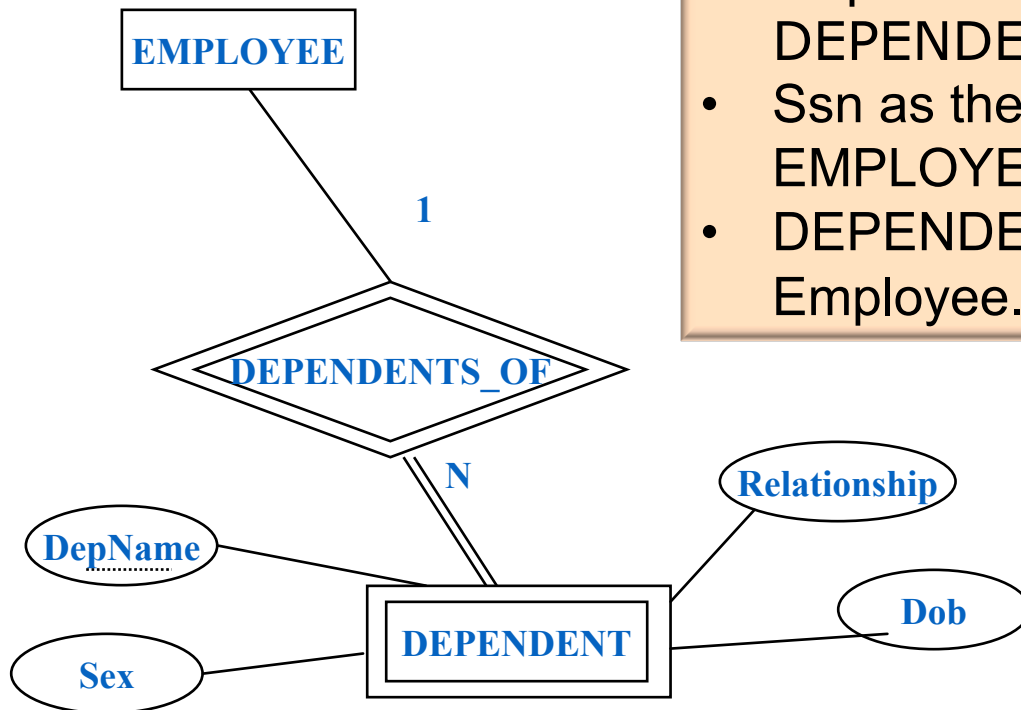 EMPLOYEE
DEPENDE
• Ssn as the
EMPLOYE
• DEPENDE
Employee.
1
DEPENDENTS_OF
N
Relationship
DepName
Dob
DEPENDENT
Sex